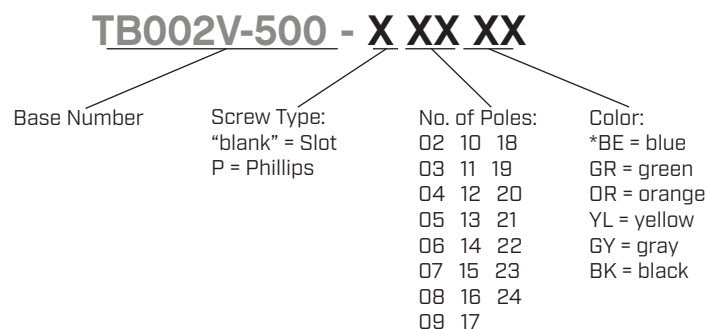 TB002V-500 - X XX XX
Base Number
Screw Type:
“blank” = Slot
P = Phillips
No. of Poles:
02 10 18
03 11 19
04 12 20
05 13 21
06 14 22
07 15 23
08 16 24
09 17
Color:
*BE = blue
GR = green
OR = orange
YL = yellow
GY = gray
BK = black